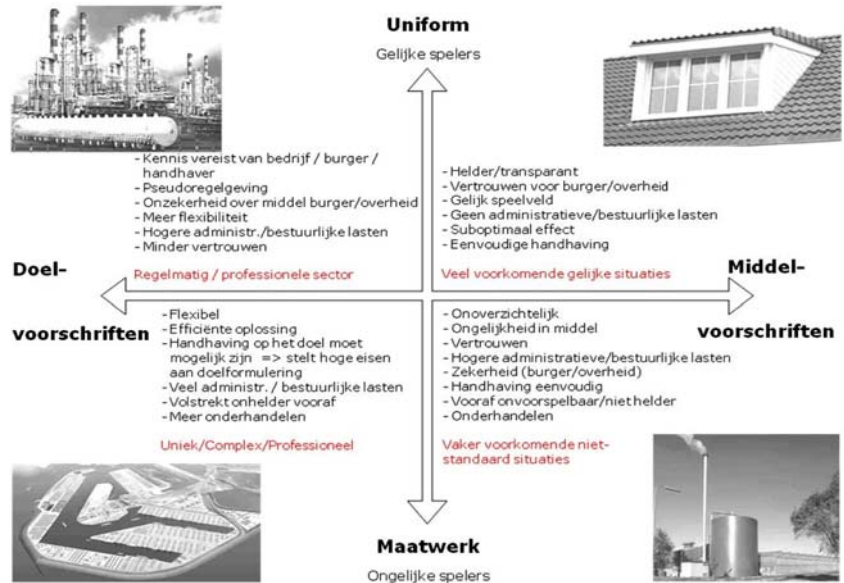 Uniform
Gelijke spelers
- Kennis vereist van bedrijf / burger /
handhaver
- Pseudoregelgeving
- Onzekerheid over middel burger/overheid
- Meer flexibiliteit
- Hogere administr./bestuurlijke lasten
- Minder vertrouwen
Regelmatig / professionele sector
- Helder/transparant
- Vertrouwen voor burger/overheid
- Gelijk speelveld
- Geen administratieve/bestuurlijke lasten
- Suboptimaal effect
- Eenvoudige handhaving
Veel voorkomende gelijke situaties
Doel-
voorschriften
Middel-
voorschriften
- Flexibel
- Efficiënte oplossing
- Handhaving op het doel moet
mogelijk zijn => stelt hoge eisen
aan doelformulering
- Veel administr. / bestuurlijke lasten
- Volstrekt onhelder vooraf
- Meer onderhandelen
Uniek/Complex/Professioneel
- Onoverzichtelijk
- Ongelijkheid in middel
- Vertrouwen
- Hogere administratieve/bestuurlijke lasten
- Zekerheid (burger/overheid)
- Handhaving eenvoudig
- Vooraf onvoorspelbaar/niet helder
- Onderhandelen
Vaker voorkomende niet-
standaard situaties
Maatwerk
Ongelijke spelers